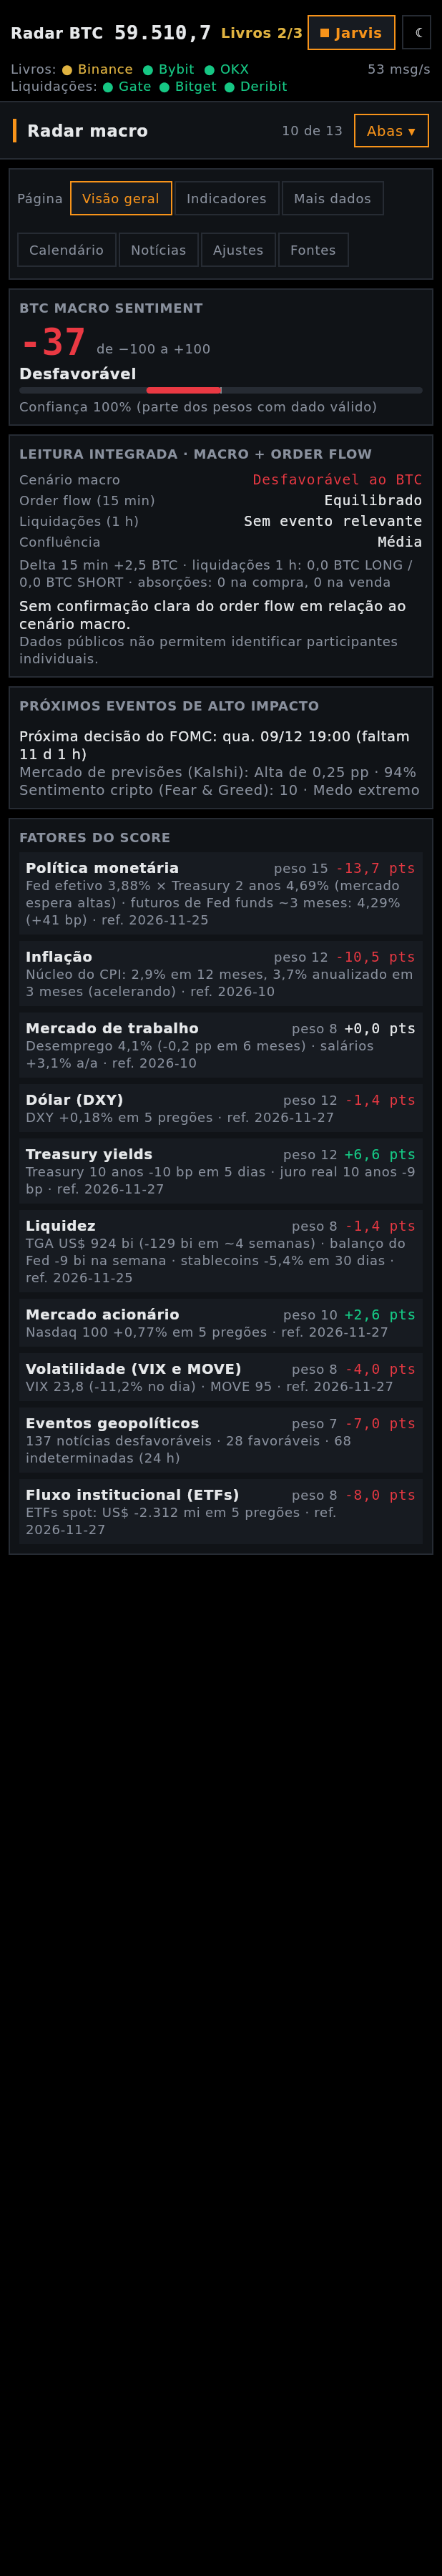 Radar BTC 59.510,7 Livros 2/3 ■ Jarvis ☾
Livros: ● Binance ● Bybit ● OKX 53 msg/s
Liquidações: ● Gate ● Bitget ● Deribit
Radar macro 10 de 13 Abas ▾
Página Visão geral Indicadores Mais dados
Calendário Notícias Ajustes Fontes
BTC MACRO SENTIMENT
-37 de −100 a +100
Desfavorável
Confiança 100% (parte dos pesos com dado válido)
LEITURA INTEGRADA · MACRO + ORDER FLOW
Cenário macro Desfavorável ao BTC
Order flow (15 min) Equilibrado
Liquidações (1 h) Sem evento relevante
Confluência Média
Delta 15 min +2,5 BTC · liquidações 1 h: 0,0 BTC LONG /
0,0 BTC SHORT · absorções: 0 na compra, 0 na venda
Sem confirmação clara do order flow em relação ao
cenário macro.
Dados públicos não permitem identificar participantes
individuais.
PRÓXIMOS EVENTOS DE ALTO IMPACTO
Próxima decisão do FOMC: qua. 09/12 19:00 (faltam
11 d 1 h)
Mercado de previsões (Kalshi): Alta de 0,25 pp · 94%
Sentimento cripto (Fear & Greed): 10 · Medo extremo
FATORES DO SCORE
Política monetária peso 15 -13,7 pts
Fed efetivo 3,88% × Treasury 2 anos 4,69% (mercado
espera altas) · futuros de Fed funds ~3 meses: 4,29%
(+41 bp) · ref. 2026-11-25
Inflação peso 12 -10,5 pts
Núcleo do CPI: 2,9% em 12 meses, 3,7% anualizado em
3 meses (acelerando) · ref. 2026-10
Mercado de trabalho peso 8 +0,0 pts
Desemprego 4,1% (-0,2 pp em 6 meses) · salários
+3,1% a/a · ref. 2026-10
Dólar (DXY) peso 12 -1,4 pts
DXY +0,18% em 5 pregões · ref. 2026-11-27
Treasury yields peso 12 +6,6 pts
Treasury 10 anos -10 bp em 5 dias · juro real 10 anos -9
bp · ref. 2026-11-27
Liquidez peso 8 -1,4 pts
TGA US$ 924 bi (-129 bi em ~4 semanas) · balanço do
Fed -9 bi na semana · stablecoins -5,4% em 30 dias ·
ref. 2026-11-25
Mercado acionário peso 10 +2,6 pts
Nasdaq 100 +0,77% em 5 pregões · ref. 2026-11-27
Volatilidade (VIX e MOVE) peso 8 -4,0 pts
VIX 23,8 (-11,2% no dia) · MOVE 95 · ref. 2026-11-27
Eventos geopolíticos peso 7 -7,0 pts
137 notícias desfavoráveis · 28 favoráveis · 68
indeterminadas (24 h)
Fluxo institucional (ETFs) peso 8 -8,0 pts
ETFs spot: US$ -2.312 mi em 5 pregões · ref.
2026-11-27